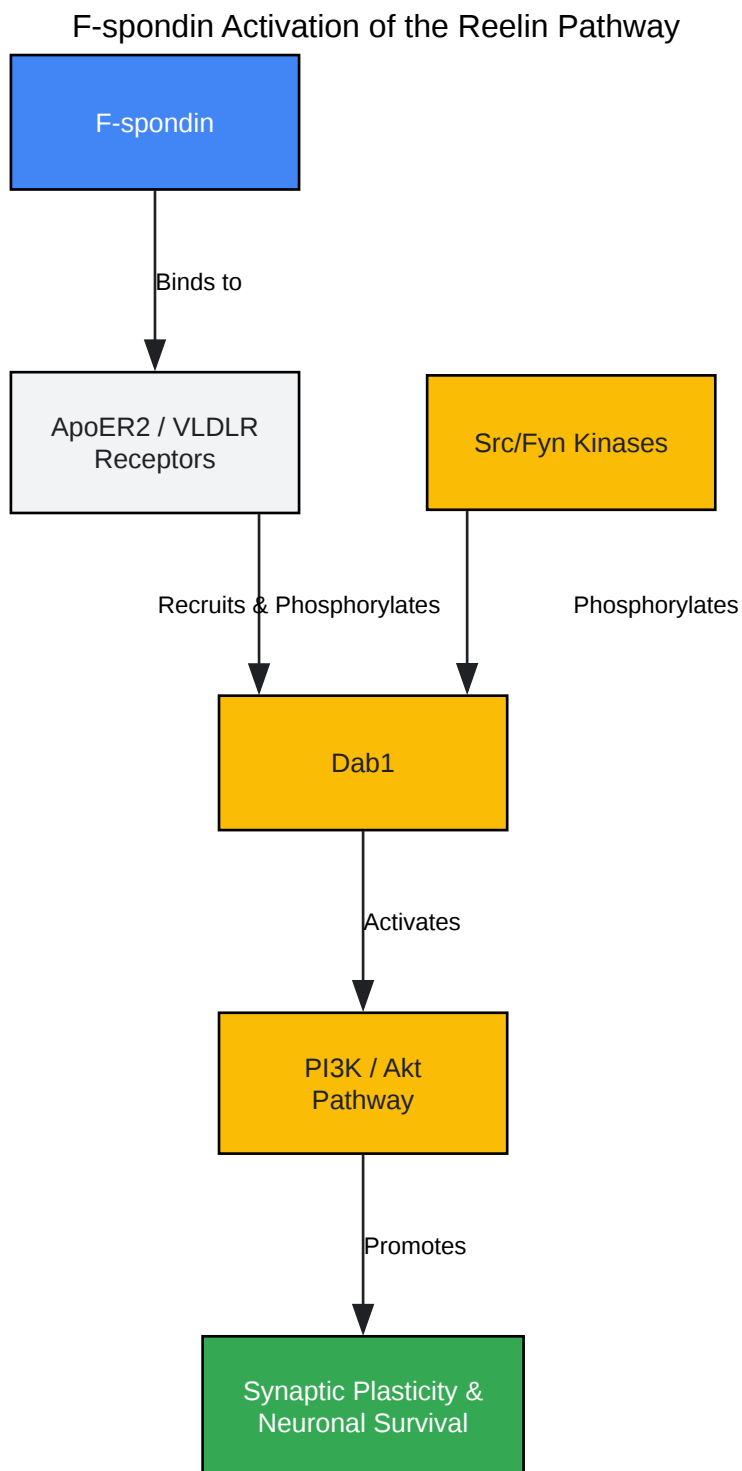 F-spondin Activation of the Reelin Pathway
F-spondin
Binds to
ApoER2 / VLDLR
Receptors
Src/Fyn Kinases
Recruits & Phosphorylates
Phosphorylates
Dab1
Activates
PI3K / Akt
Pathway
Promotes
Synaptic Plasticity &
Neuronal Survival